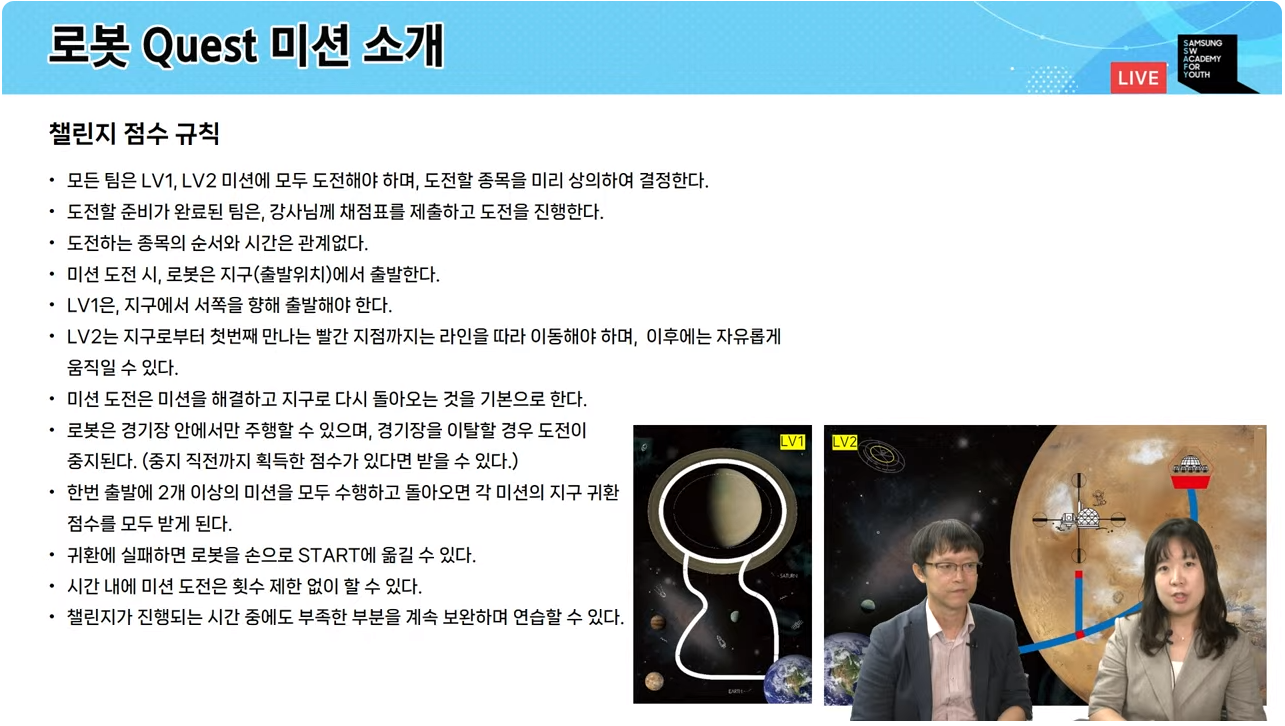 로봇 Quest 미션 소개
LIVE
SAMSUNG
SW
ACADEMY
FOR
YOUTH
챌린지 점수 규칙
• 모든 팀은 LV1, LV2 미션에 모두 도전해야 하며, 도전할 종목을 미리 상의하여 결정한다.
• 도전할 준비가 완료된 팀은, 강사님께 채점표를 제출하고 도전을 진행한다.
• 도전하는 종목의 순서와 시간은 관계없다.
• 미션 도전 시, 로봇은 지구(출발위치)에서 출발한다.
• LV1은, 지구에서 서쪽을 향해 출발해야 한다.
• LV2는 지구로부터 첫번째 만나는 빨간 지점까지는 라인을 따라 이동해야 하며, 이후에는 자유롭게
움직일 수 있다.
• 미션 도전은 미션을 해결하고 지구로 다시 돌아오는 것을 기본으로 한다.
• 로봇은 경기장 안에서만 주행할 수 있으며, 경기장을 이탈할 경우 도전이
중지된다. (중지 직전까지 획득한 점수가 있다면 받을 수 있다.)
• 한번 출발에 2개 이상의 미션을 모두 수행하고 돌아오면 각 미션의 지구 귀환
점수를 모두 받게 된다.
• 귀환에 실패하면 로봇을 손으로 START에 옮길 수 있다.
• 시간 내에 미션 도전은 횟수 제한 없이 할 수 있다.
• 챌린지가 진행되는 시간 중에도 부족한 부분을 계속 보완하며 연습할 수 있다.
LV1
SATURN
EARTH
LV2